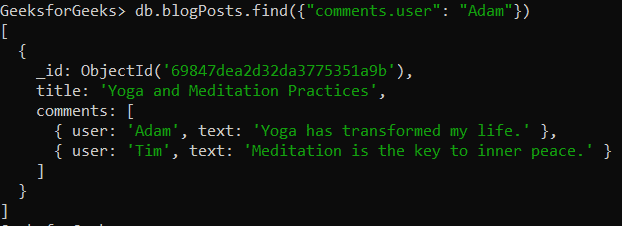 GeeksforGeeks> db.blogPosts.find({"comments.user": "Adam"})
[
  {
    _id: ObjectId('69847dea2d32da3775351a9b'),
    title: 'Yoga and Meditation Practices',
    comments: [
      { user: 'Adam', text: 'Yoga has transformed my life.' },
      { user: 'Tim', text: 'Meditation is the key to inner peace.' }
    ]
  }
]